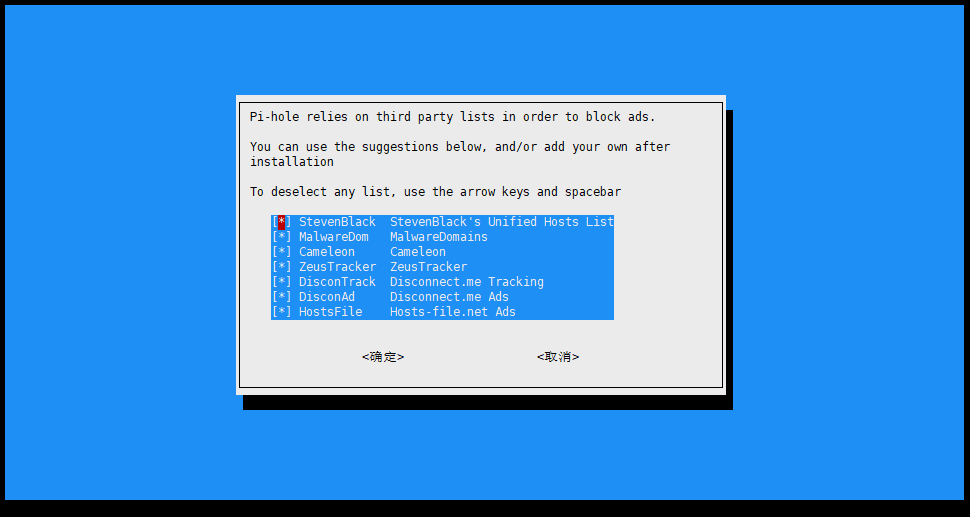 Pi-hole relies on third party lists in order to block ads.
You can use the suggestions below, and/or add your own after
installation
To deselect any list, use the arrow keys and spacebar
[*] StevenBlack  StevenBlack's Unified Hosts List
[*] MalwareDom   MalwareDomains
[*] Cameleon     Cameleon
[*] ZeusTracker  ZeusTracker
[*] DisconTrack  Disconnect.me Tracking
[*] DisconAd     Disconnect.me Ads
[*] HostsFile    Hosts-file.net Ads
<确定> <取消>